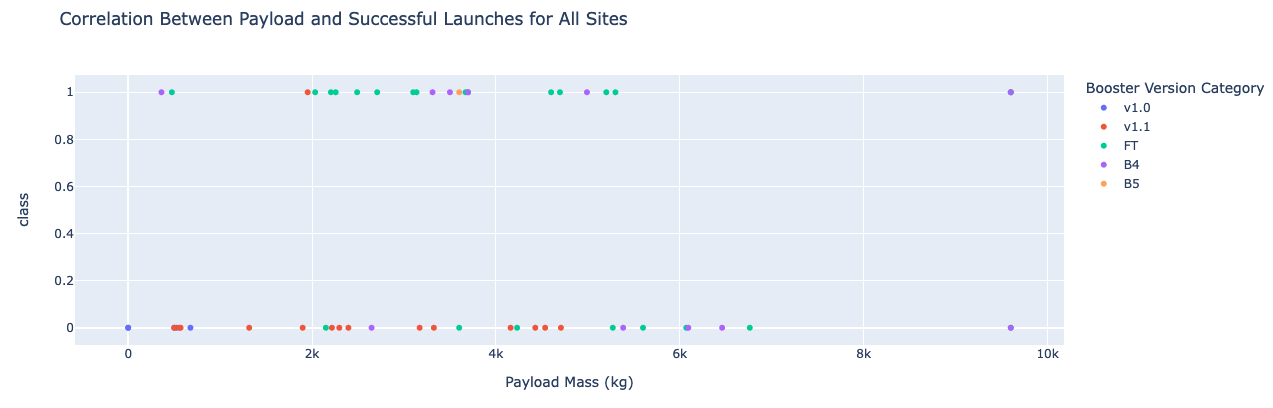 Correlation Between Payload and Successful Launches for All Sites
Booster Version Category
v1.0
v1.1
FT
B4
B5
class
1
0.8
0.6
0.4
0.2
0
0 2k 4k 6k 8k 10k
Payload Mass (kg)